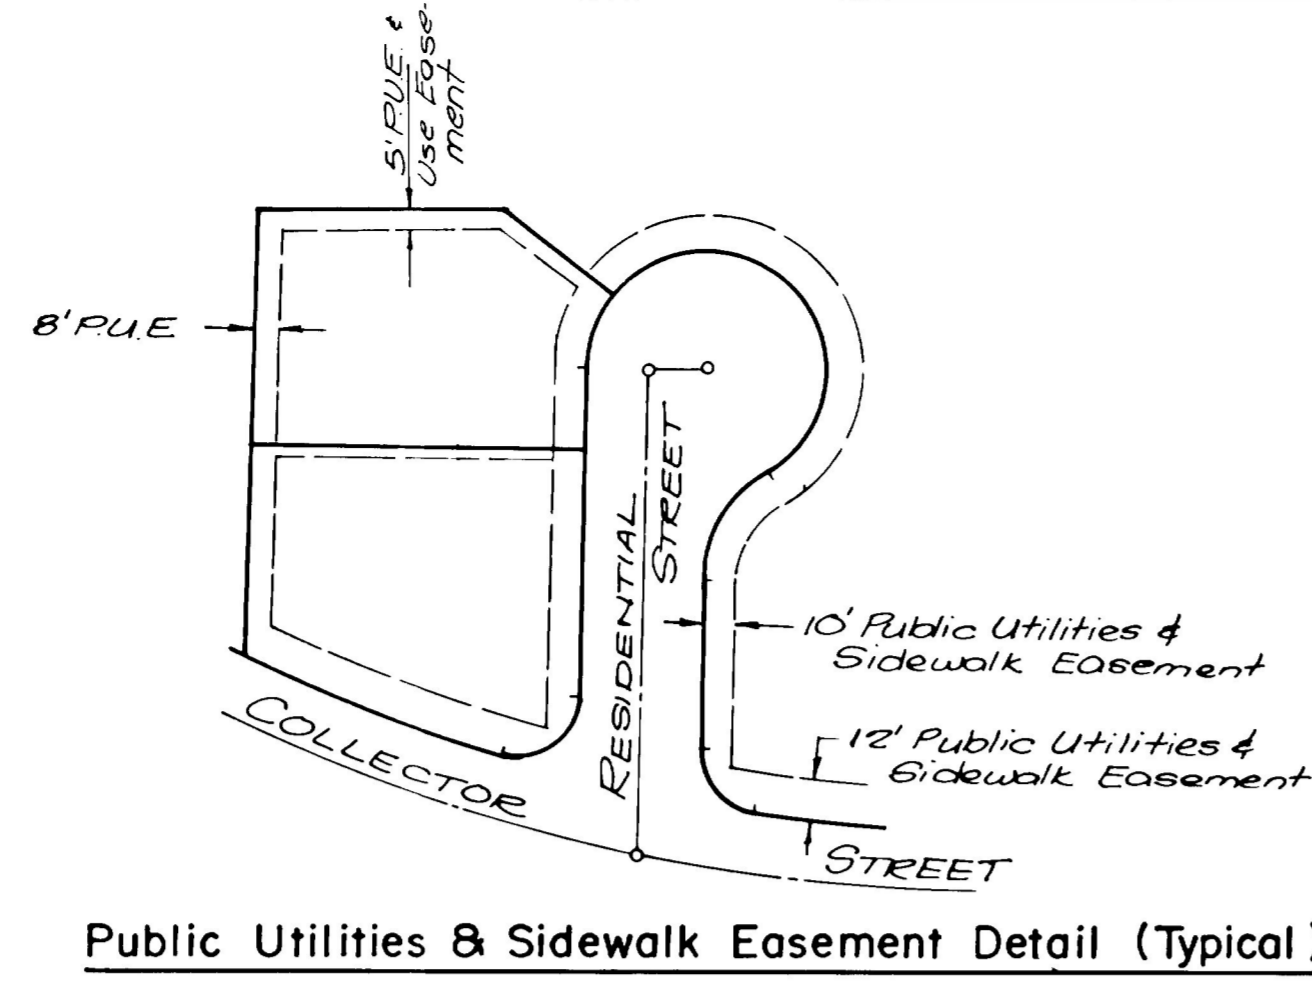 5' P.U.E. &
Use Ease-
ment
8' P.U.E
RESIDENTIAL
STREET
10' Public Utilities &
Sidewalk Easement
12' Public Utilities &
Sidewalk Easement
COLLECTOR
STREET
Public Utilities & Sidewalk Easement Detail (Typical)